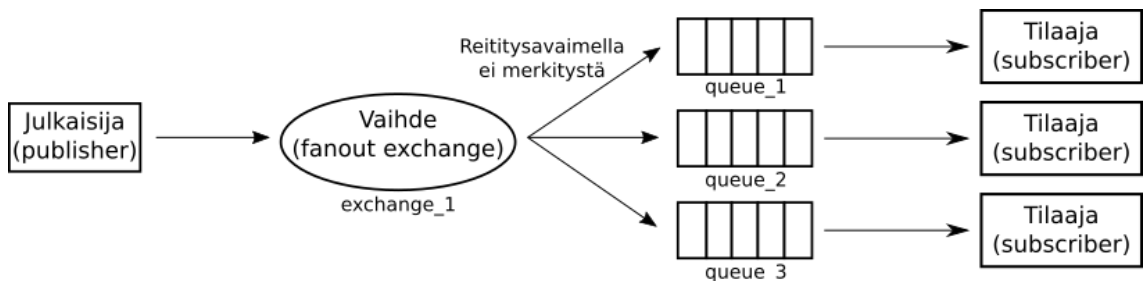 Julkaisija
(publisher)
Vaihde
(fanout exchange)
exchange_1
Reititysavaimella
ei merkitystä
queue_1
Tilaaja
(subscriber)
queue_2
Tilaaja
(subscriber)
queue_3
Tilaaja
(subscriber)